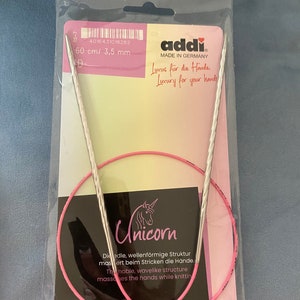 addi
MADE IN GERMANY
60 cm/ 3,5 mm
Luxus für die Hände.
Luxury for your hands
Unicorn
Die edle, wellenförmige Struktur
massiert beim Stricken die Hände.
The noble, wavelike structure
massages the hands while knitting.